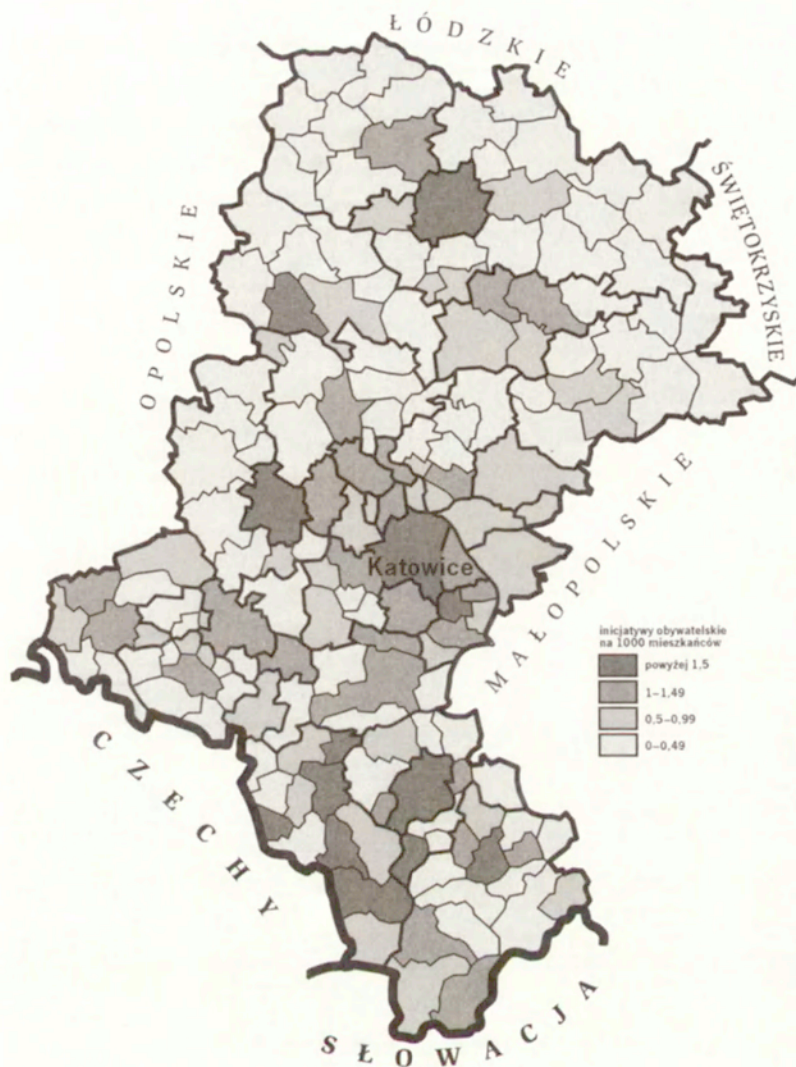 ŁÓDZKIE
ŚWIĘTOKRZYSKIE
OPOLSKIE
MAŁOPOLSKIE
Katowice
inicjatywy obywatelskie
na 1000 mieszkańców
powyżej 1,5
1–1,49
0,5–0,99
0–0,49
CZECHY
SŁOWACJA